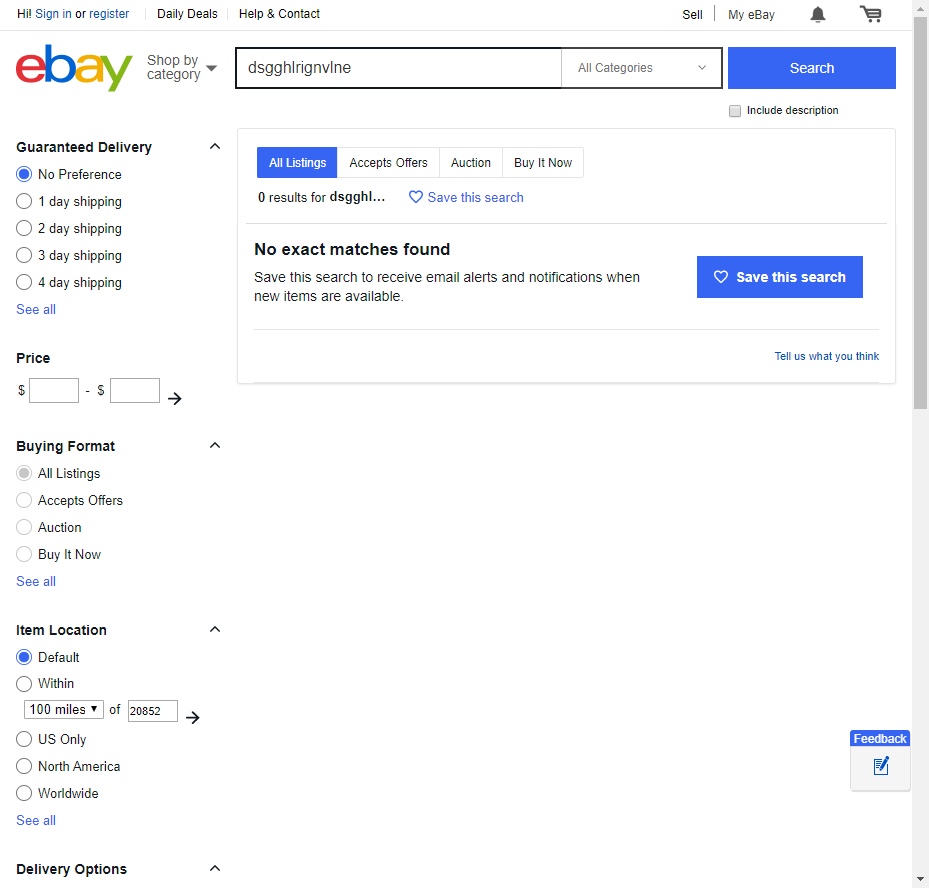 Hi! Sign in or register Daily Deals Help & Contact Sell My eBay
ebay Shop by category dsgghlrignvlne All Categories Search
Include description
Guaranteed Delivery
No Preference
1 day shipping
2 day shipping
3 day shipping
4 day shipping
See all
Price
$ - $
Buying Format
All Listings
Accepts Offers
Auction
Buy It Now
See all
Item Location
Default
Within
100 miles of 20852
US Only
North America
Worldwide
See all
Delivery Options
All Listings Accepts Offers Auction Buy It Now
0 results for dsgghl... Save this search
No exact matches found
Save this search to receive email alerts and notifications when
new items are available.
Save this search
Tell us what you think
Feedback